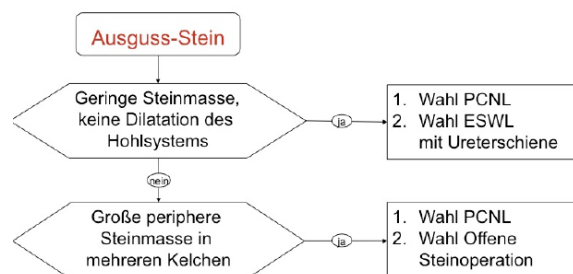 Ausguss-Stein
Geringe Steinmasse,
keine Dilatation des
Hohlsystems
ja
1. Wahl PCNL
2. Wahl ESWL
mit Ureterschiene
nein
Große periphere
Steinmasse in
mehreren Kelchen
ja
1. Wahl PCNL
2. Wahl Offene
Steinoperation